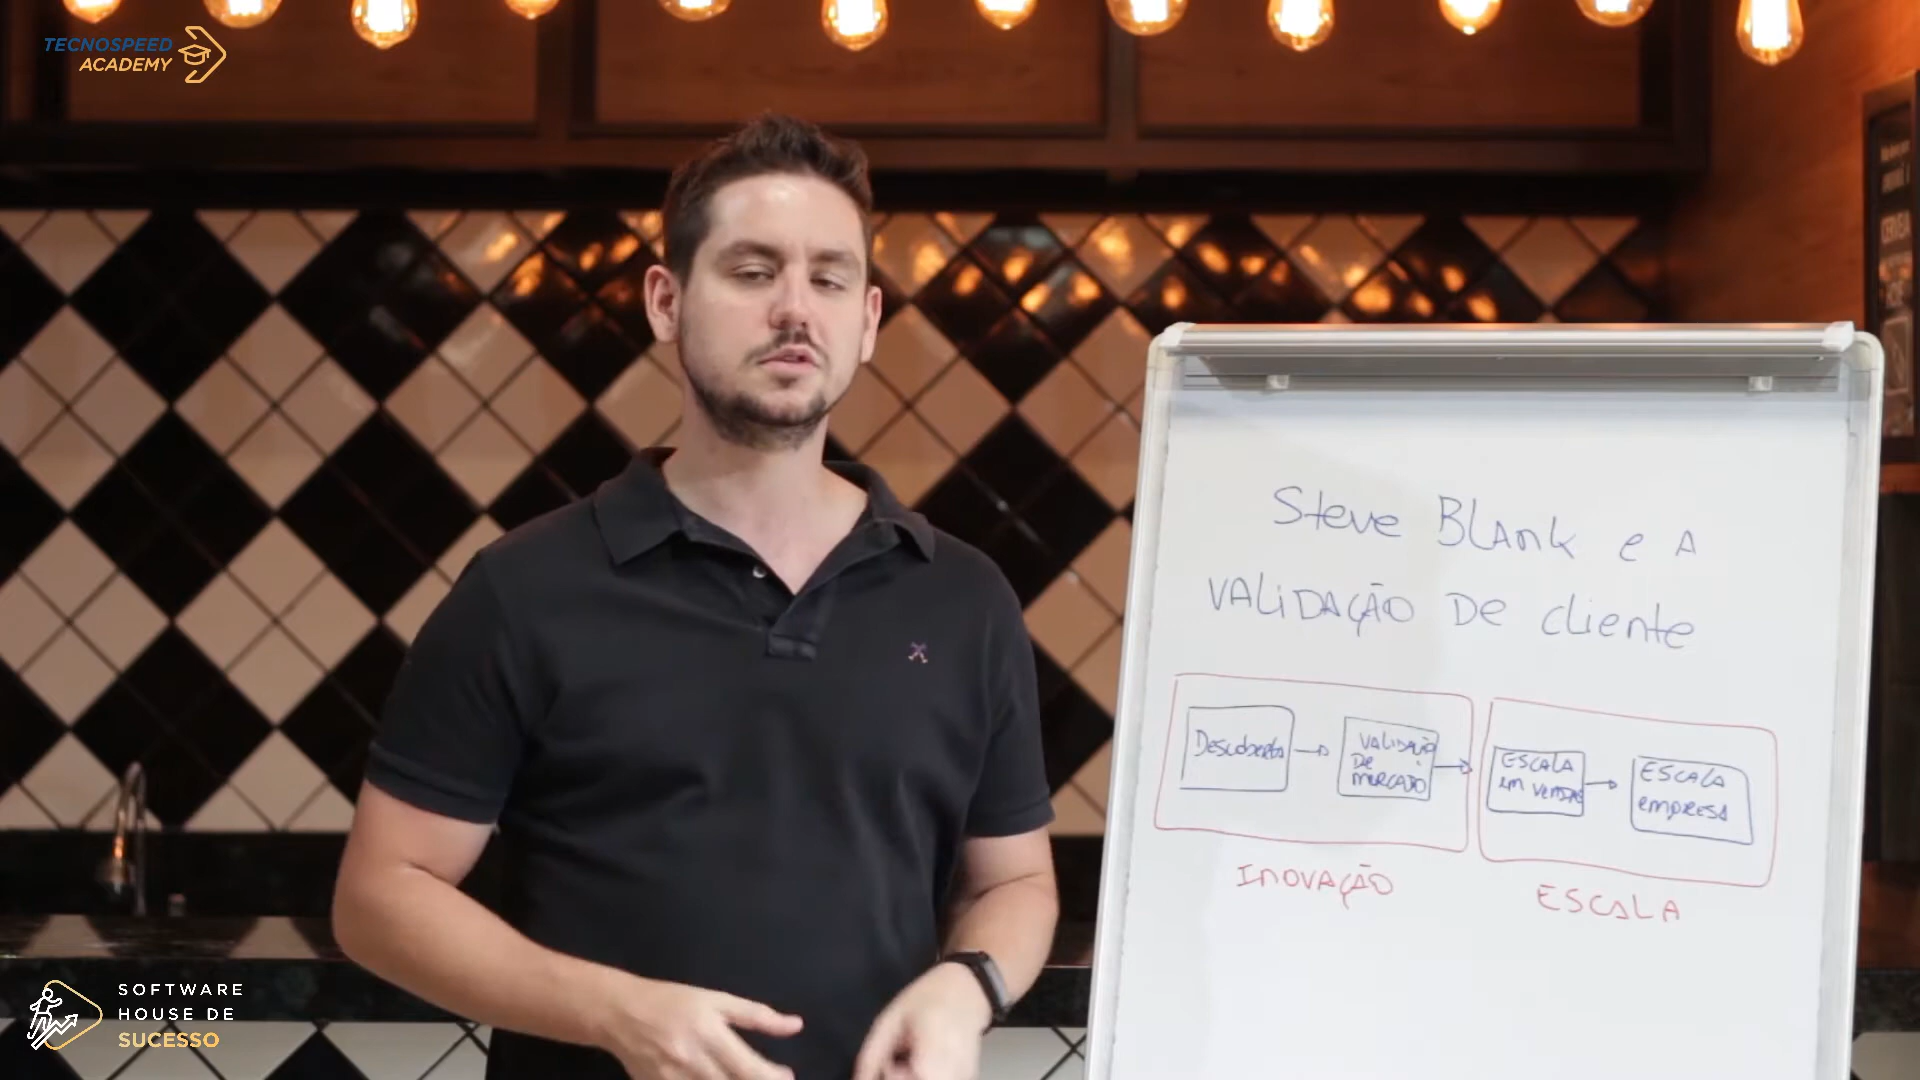 TECNOSPEED
ACADEMY
Steve Blank e A
VALIDAÇÃO De cliente
Descoberta
VALIDAÇÃO
De
mercado
ESCALA
em vendas
ESCALA
empresa
INOVAÇÃO
ESCALA
SOFTWARE
HOUSE DE
SUCESSO